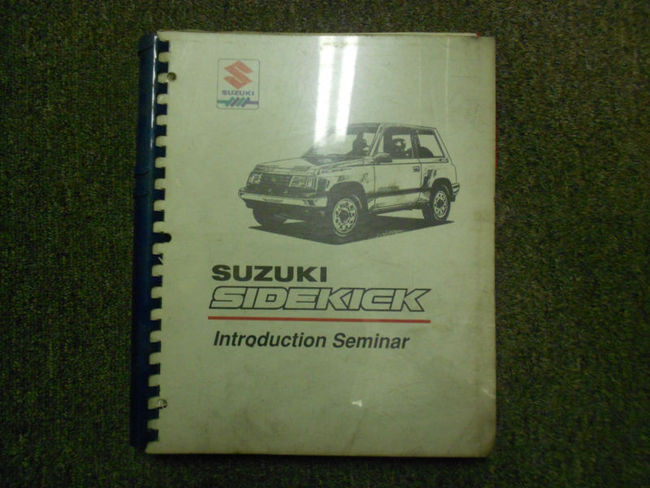 SUZUKI
SUZUKI
SIDEKICK
Introduction Seminar